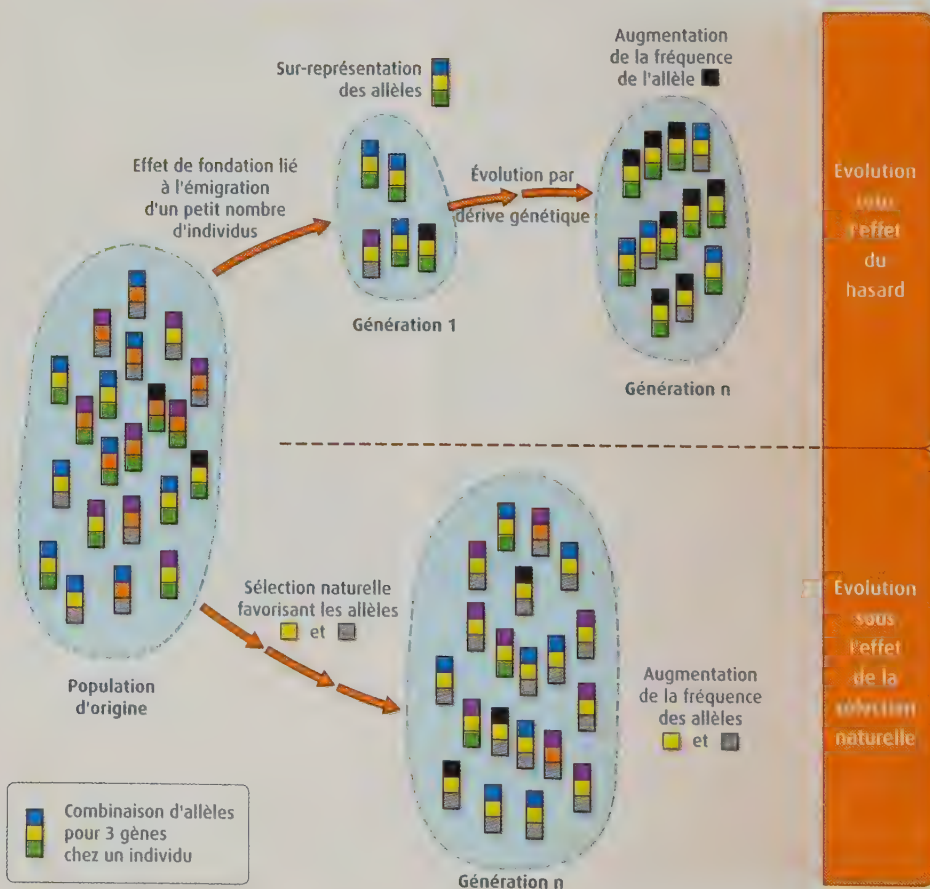 Sur-représentation
des allèles
Augmentation
de la fréquence
de l'allèle
Effet de fondation lié
à l'émigration
d'un petit nombre
d'individus
Évolution par
dérive génétique
Génération 1
Génération n
Évolution
l'effet
du
hasard
Population
d'origine
Sélection naturelle
favorisant les allèles
et
Augmentation
de la fréquence
des allèles
et
Évolution
sous
l'effet
de la
sélection
naturelle
Combinaison d'allèles
pour 3 gènes
chez un individu
Génération n